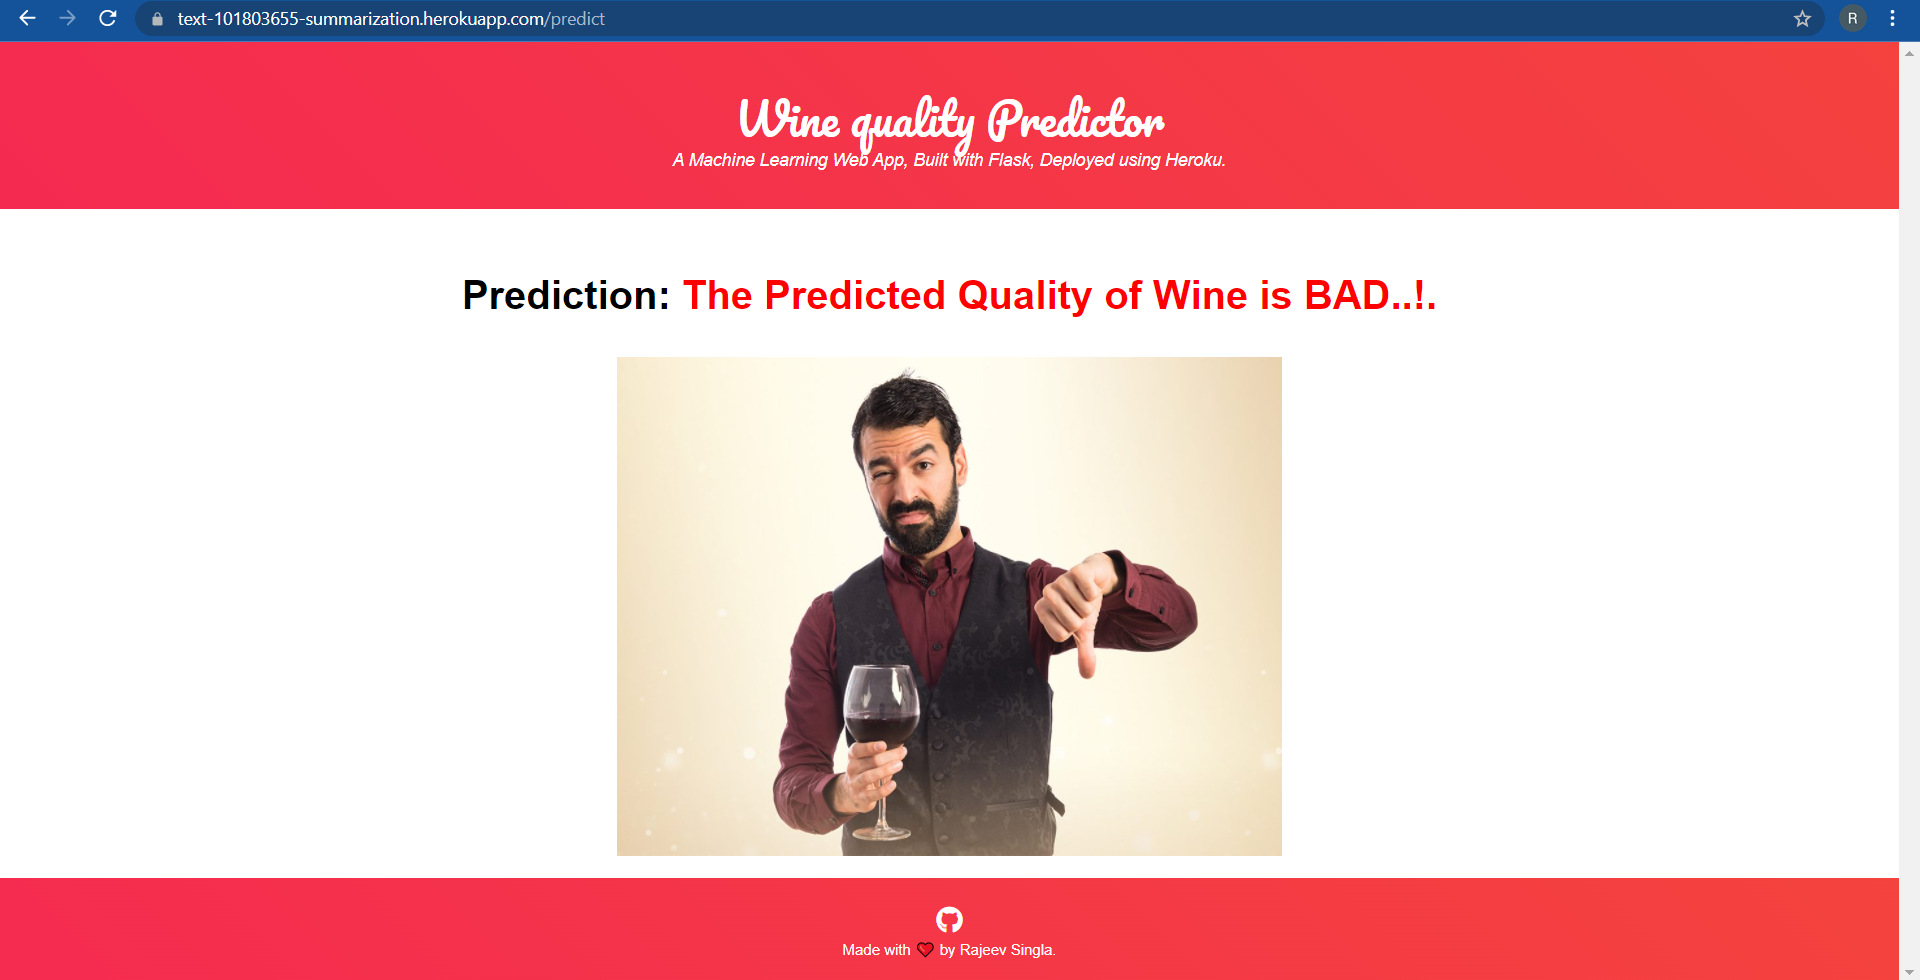 text-101803655-summarization.herokuapp.com/predict
R
Wine quality Predictor
A Machine Learning Web App, Built with Flask, Deployed using Heroku.
Prediction: The Predicted Quality of Wine is BAD..!.
Made with ❤ by Rajeev Singla.